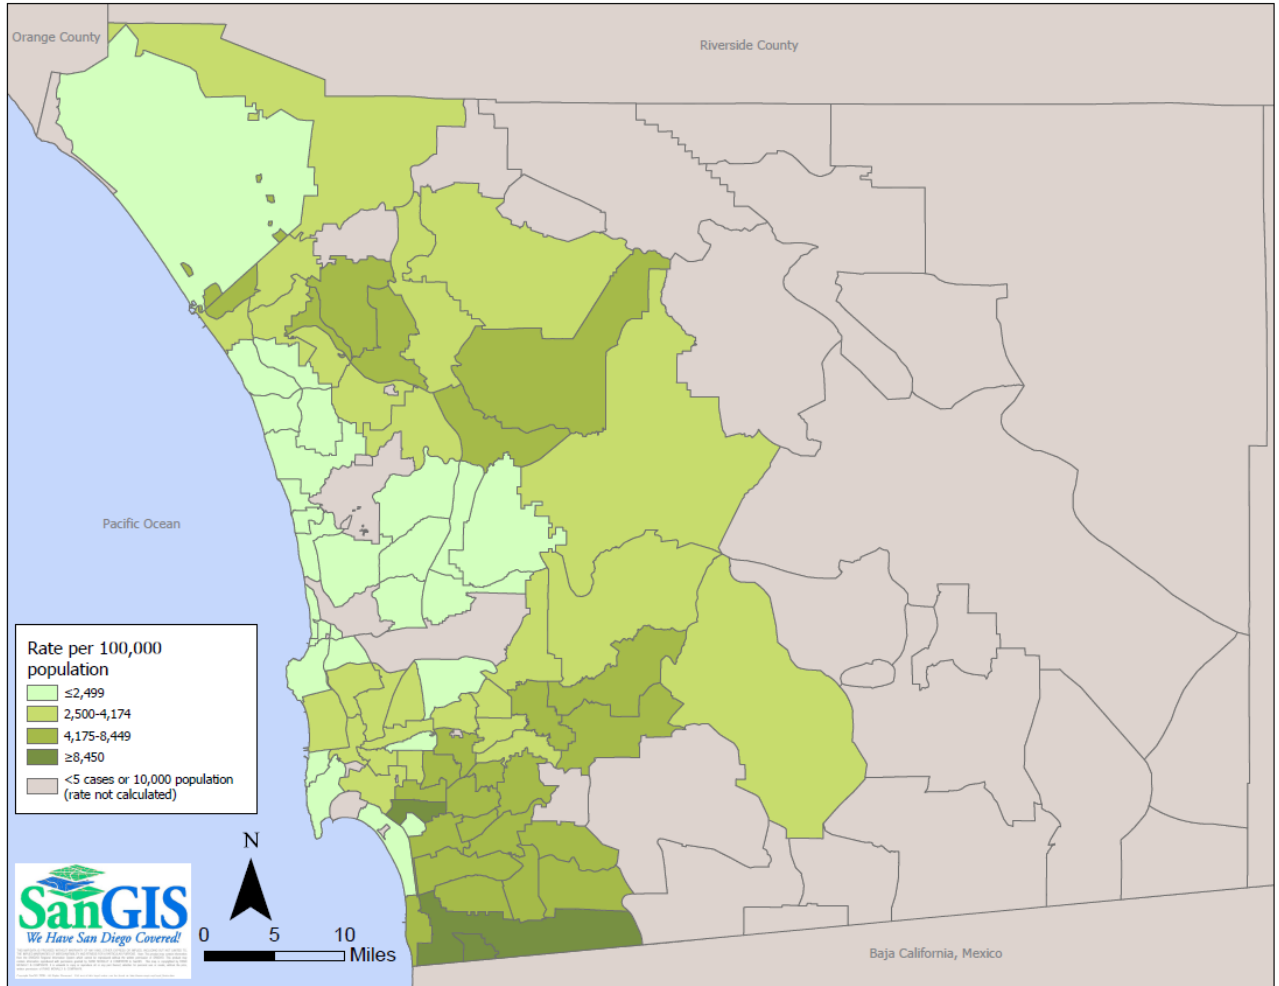 Orange County
Riverside County
Pacific Ocean
Rate per 100,000
population
≤2,499
2,500-4,174
4,175-8,449
≥8,450
<5 cases or 10,000 population
(rate not calculated)
N
SanGIS
We Have San Diego Covered!
0 5 10
Miles
Baja California, Mexico